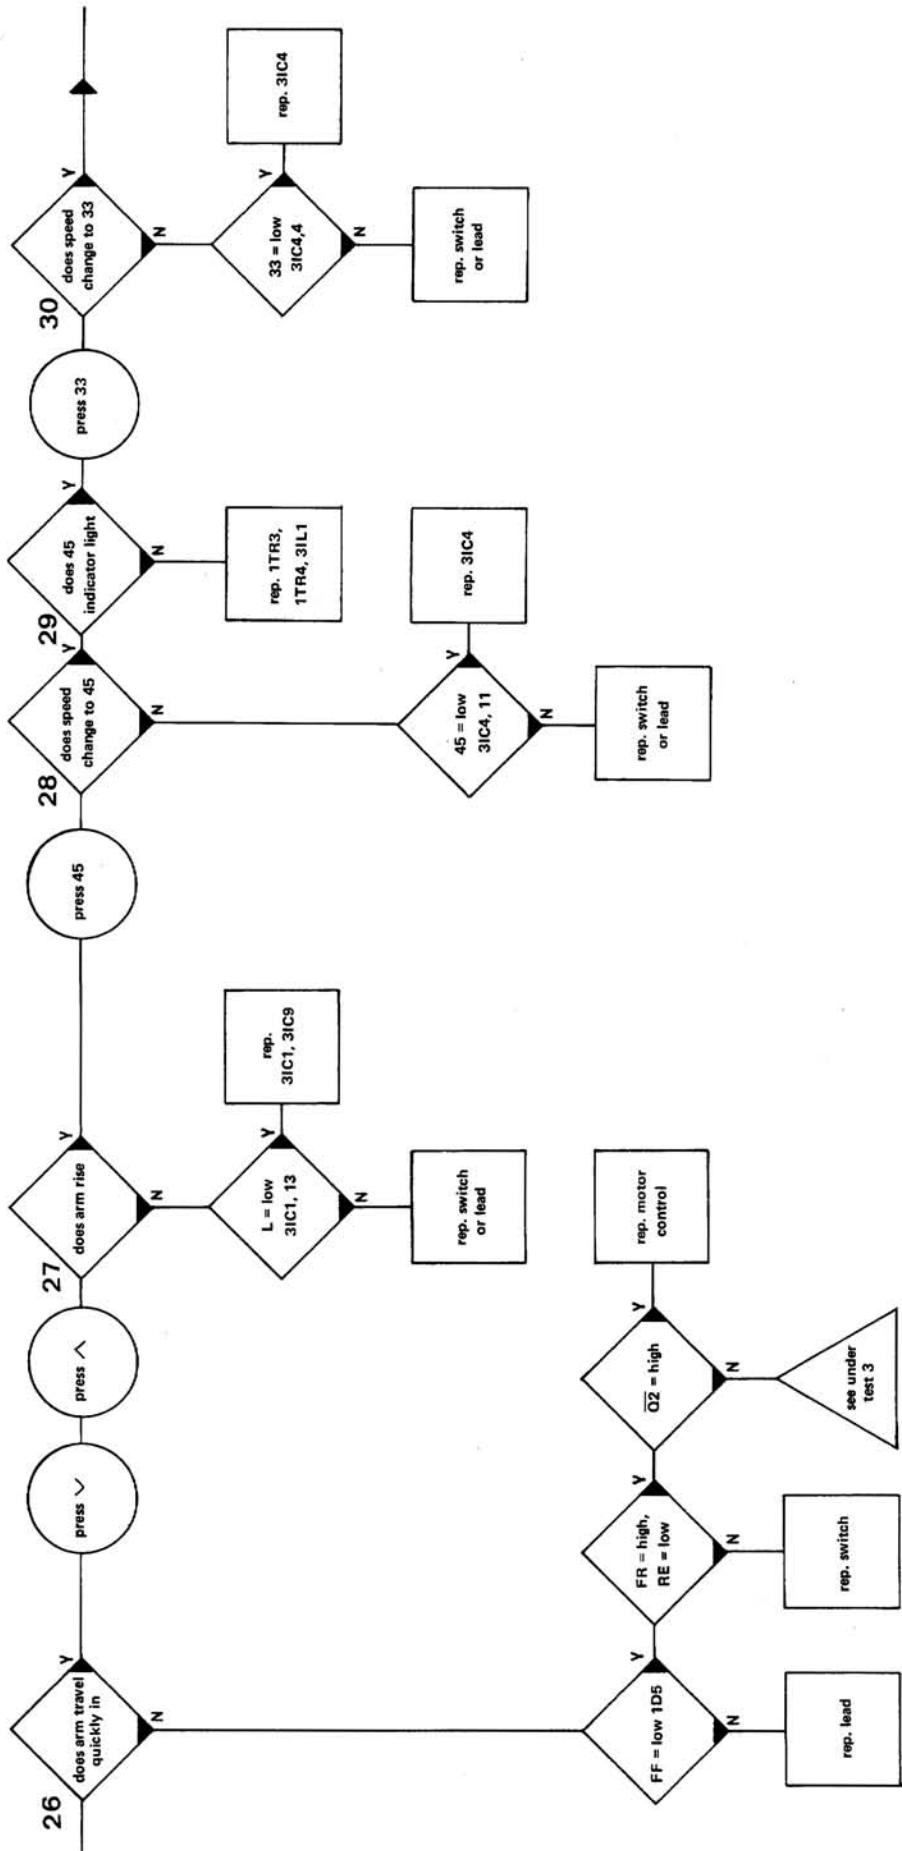 26
does arm travel
quickly in
Y
N
FF = low 1D5
Y
N
rep. lead
FR = high,
RE = low
Y
N
rep. switch
Q2 = high
Y
N
see under
test 3
rep. motor
control
press ∨
press ∧
27
does arm rise
Y
N
L = low
3IC1, 13
Y
N
rep.
3IC1, 3IC9
rep. switch
or lead
press 45
28
does speed
change to 45
Y
N
45 = low
3IC4, 11
Y
N
rep. 3IC4
rep. switch
or lead
29
does 45
indicator light
Y
N
rep. 1TR3,
1TR4, 3IL1
press 33
30
does speed
change to 33
Y
N
33 = low
3IC4,4
Y
N
rep. 3IC4
rep. switch
or lead